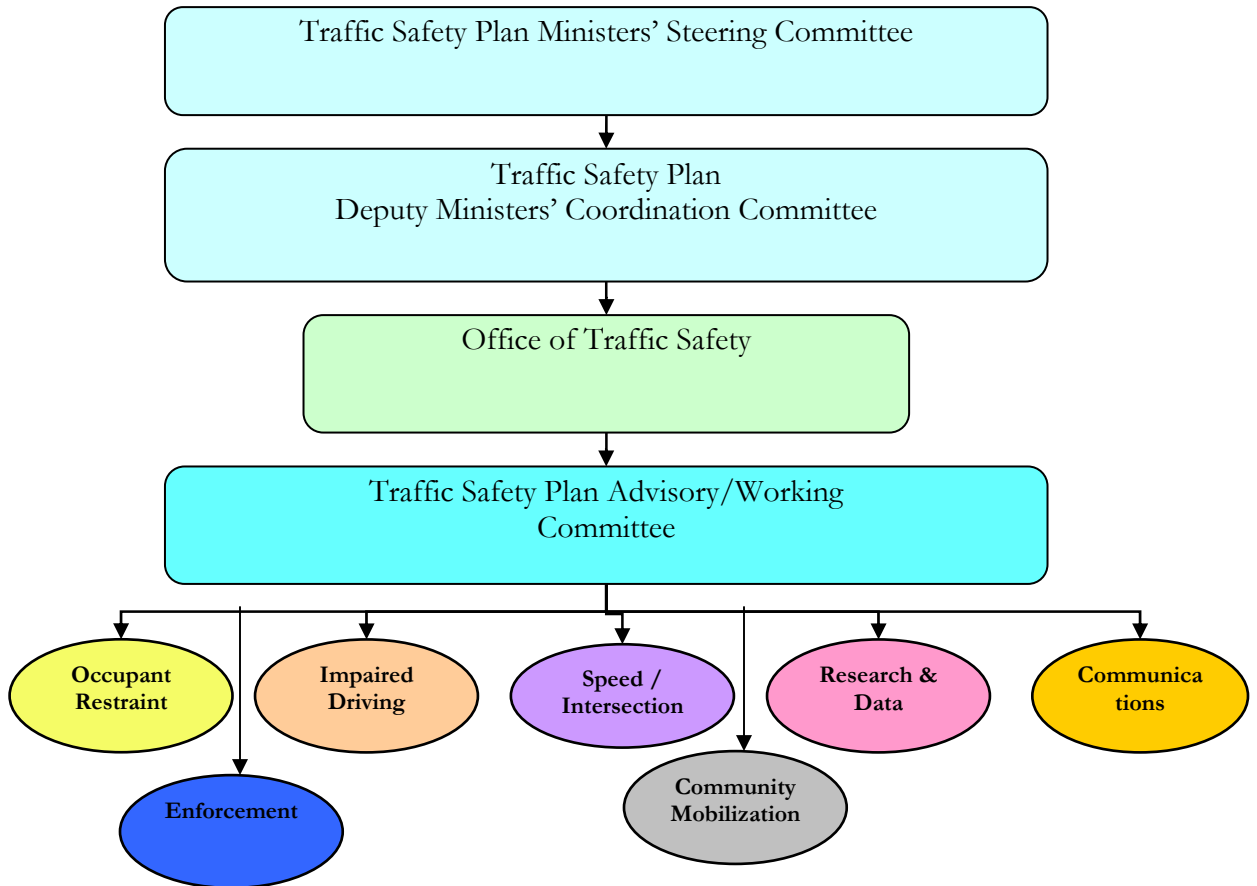 Traffic Safety Plan Ministers’ Steering Committee
Traffic Safety Plan
Deputy Ministers’ Coordination Committee
Office of Traffic Safety
Traffic Safety Plan Advisory/Working
Committee
Occupant
Restraint
Impaired
Driving
Speed /
Intersection
Research &
Data
Communica
tions
Enforcement
Community
Mobilization